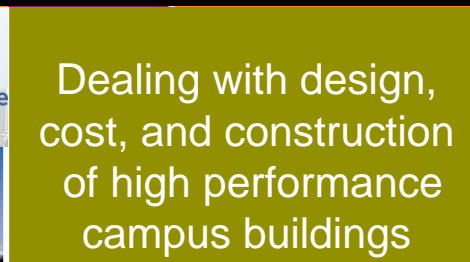 Dealing with design,
cost, and construction
of high performance
campus buildings